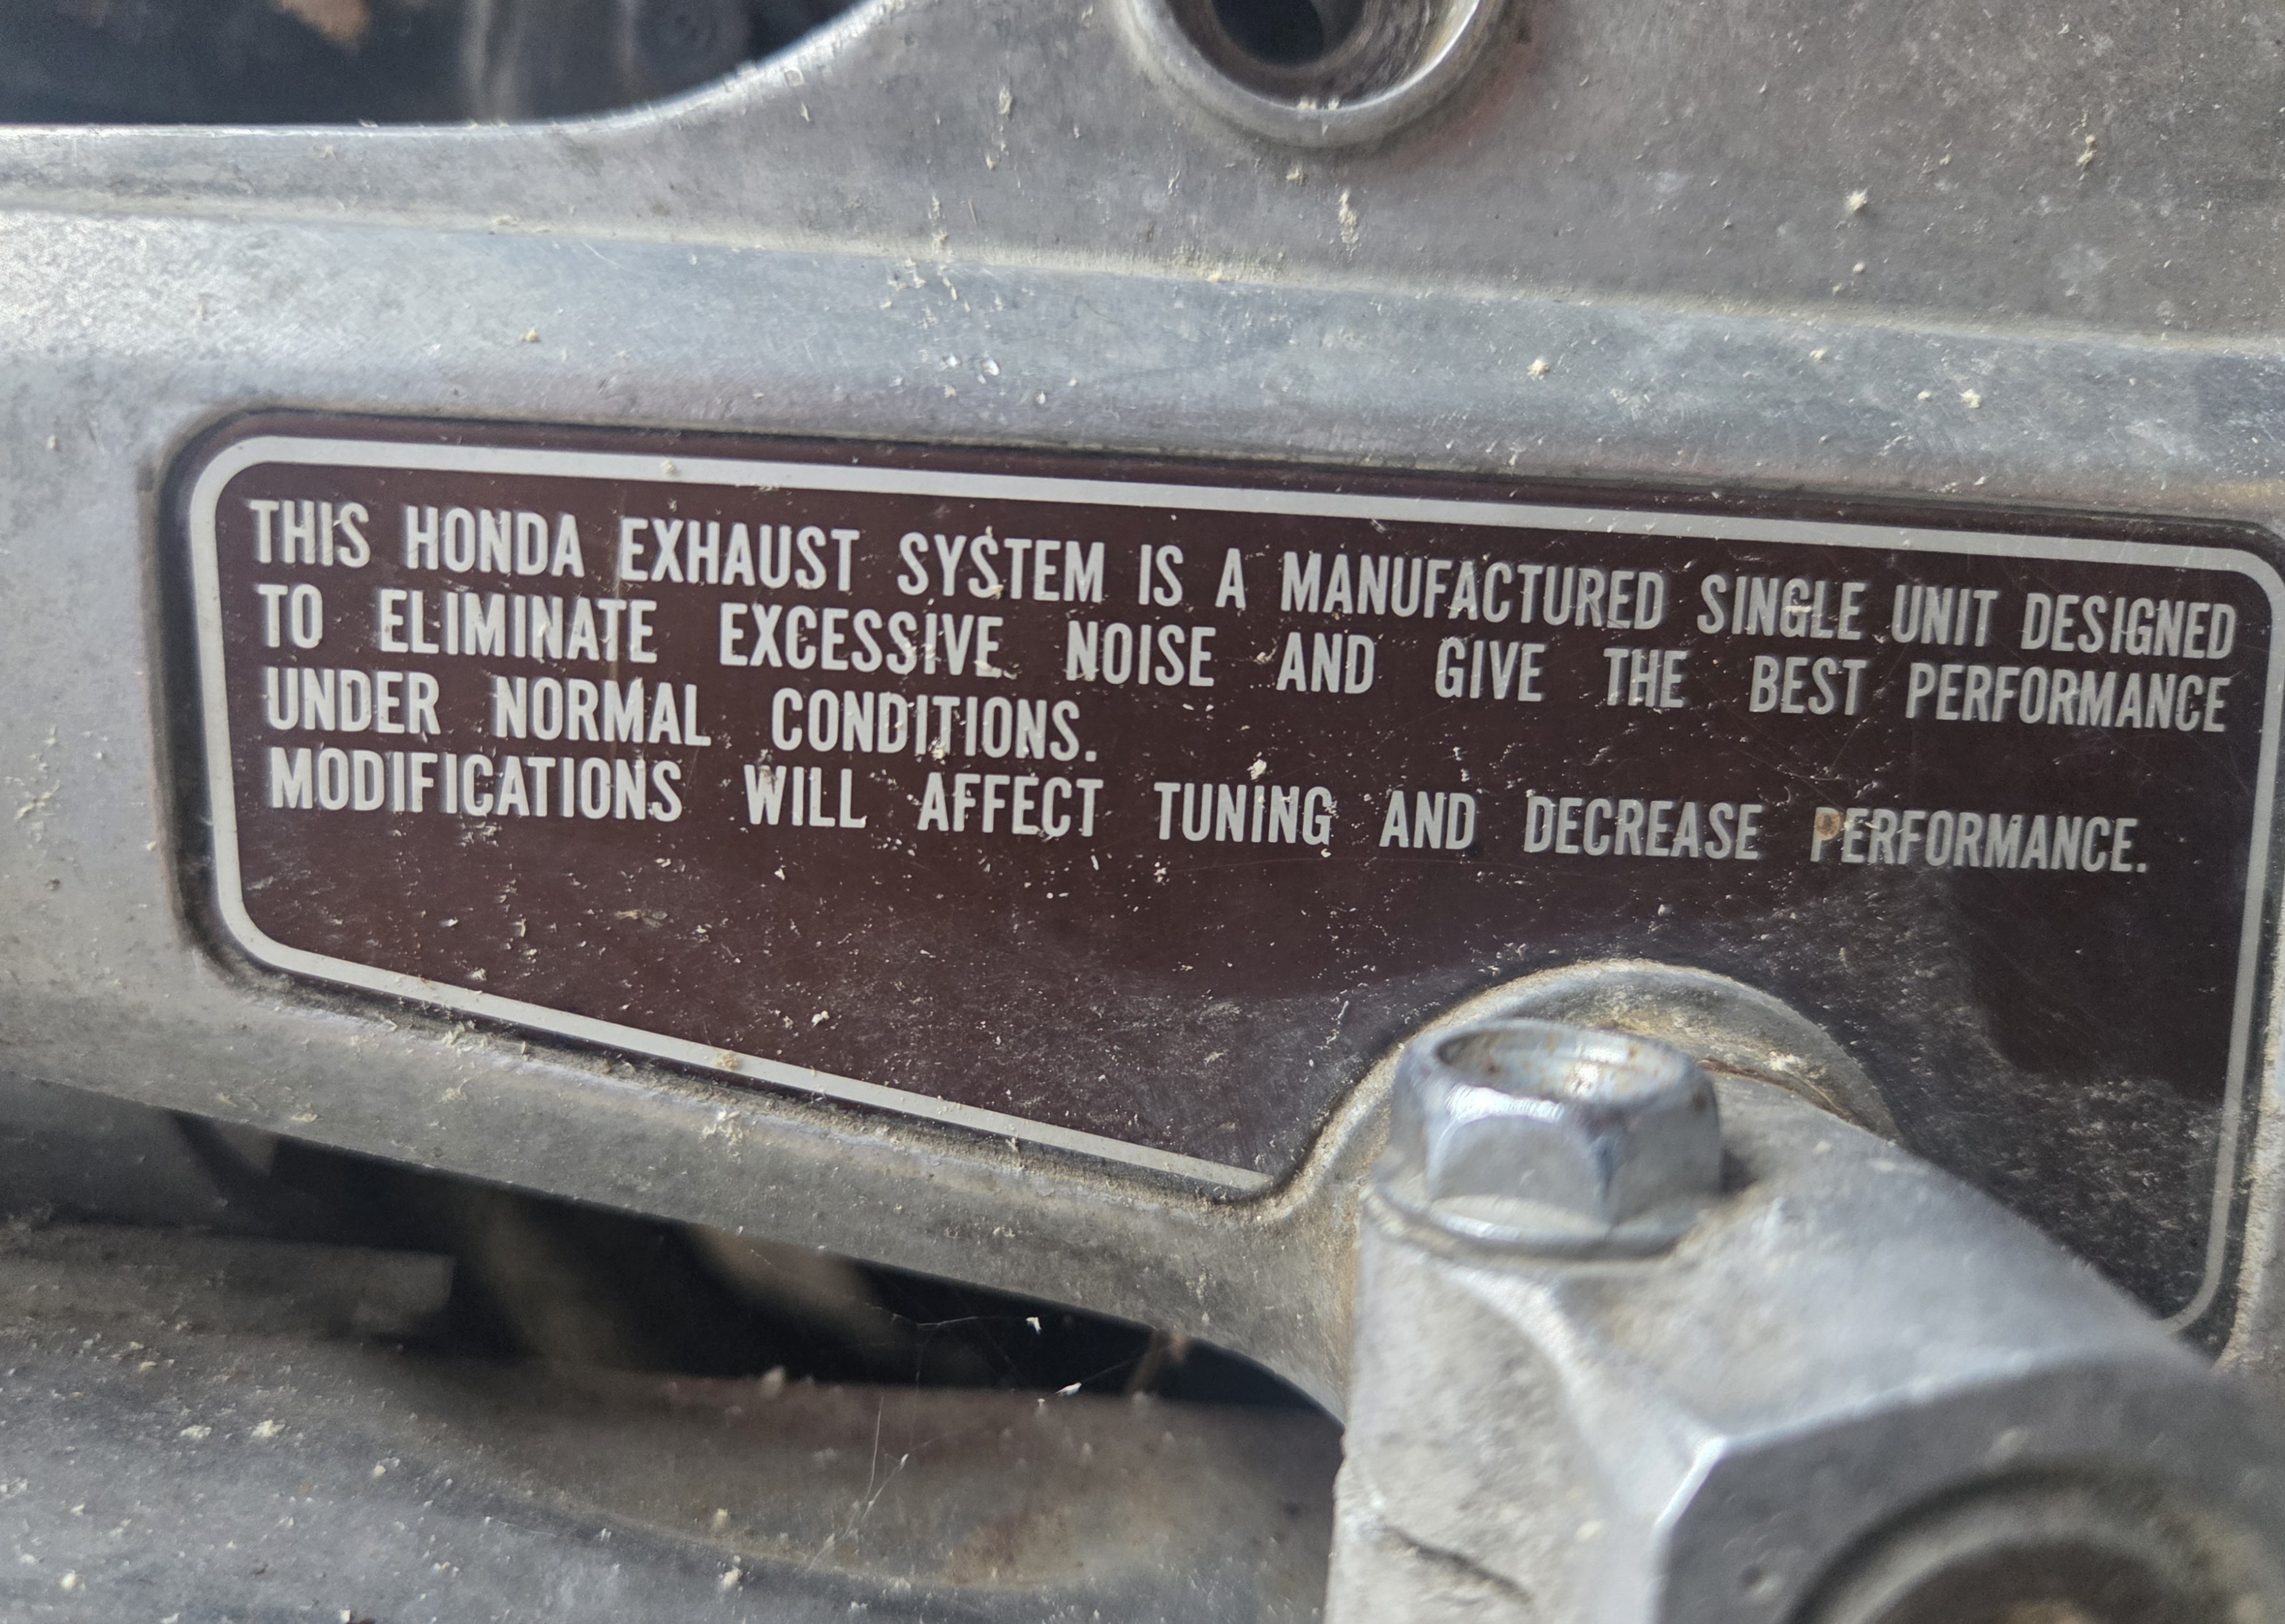 THIS HONDA EXHAUST SYSTEM IS A MANUFACTURED SINGLE UNIT DESIGNED
TO ELIMINATE EXCESSIVE NOISE AND GIVE THE BEST PERFORMANCE
UNDER NORMAL CONDITIONS.
MODIFICATIONS WILL AFFECT TUNING AND DECREASE PERFORMANCE.